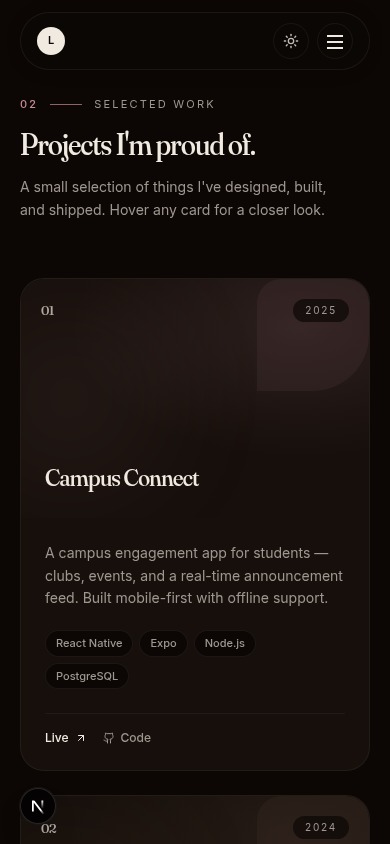 L
02 SELECTED WORK
Projects I'm proud of.
A small selection of things I've designed, built,
and shipped. Hover any card for a closer look.
01 2025
Campus Connect
A campus engagement app for students —
clubs, events, and a real-time announcement
feed. Built mobile-first with offline support.
React Native Expo Node.js
PostgreSQL
Live Code
N
02 2024